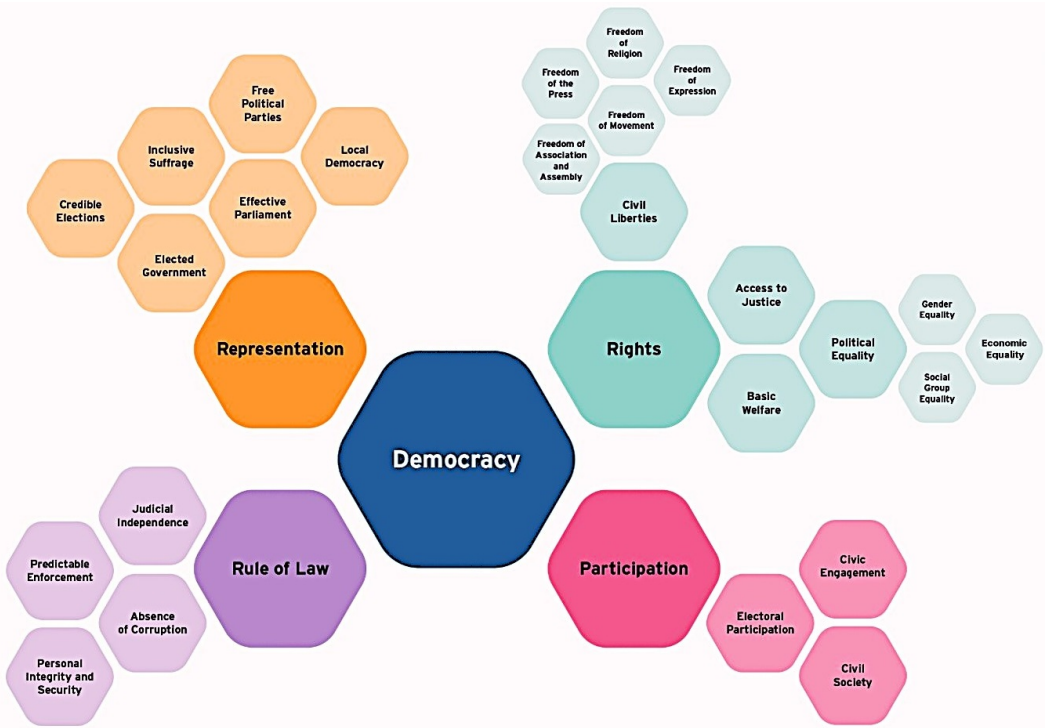 Free
Political
Parties
Inclusive
Suffrage
Local
Democracy
Credible
Elections
Effective
Parliament
Elected
Government
Representation
Freedom
of
Religion
Freedom
of the
Press
Freedom
of
Expression
Freedom
of Movement
Freedom of
Association
and
Assembly
Civil
Liberties
Rights
Access to
Justice
Basic
Welfare
Political
Equality
Gender
Equality
Economic
Equality
Social
Group
Equality
Democracy
Rule of Law
Judicial
Independence
Predictable
Enforcement
Absence
of Corruption
Personal
Integrity and
Security
Participation
Electoral
Participation
Civic
Engagement
Civil
Society